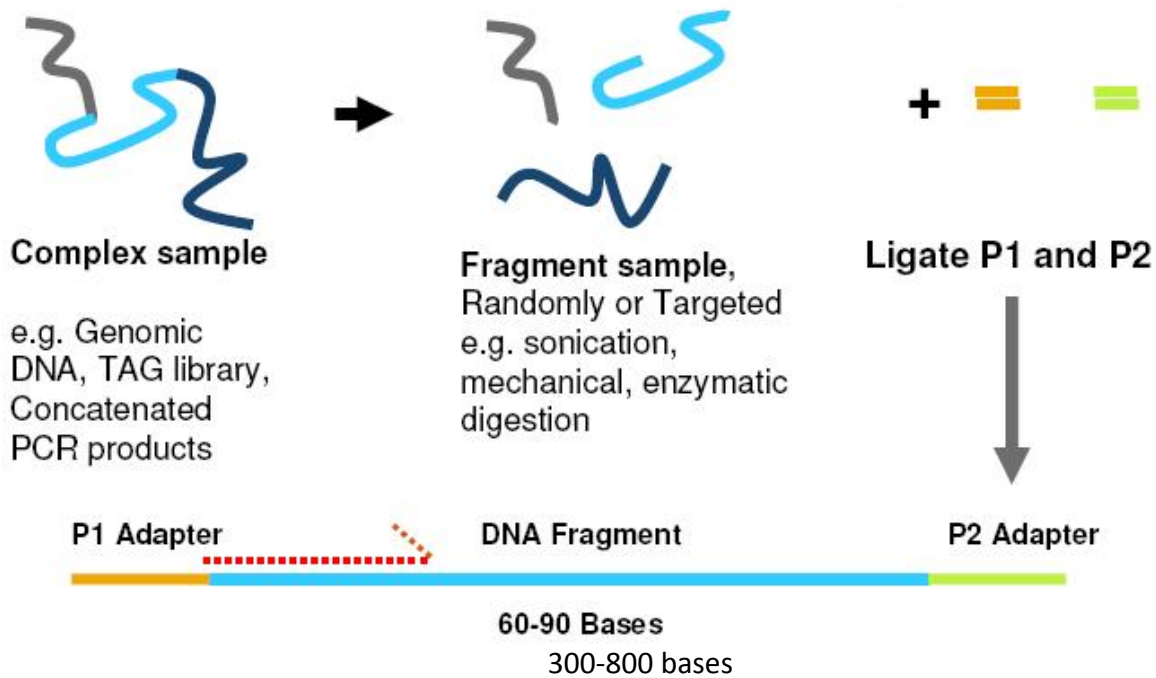 Complex sample
e.g. Genomic
DNA, TAG library,
Concatenated
PCR products
Fragment sample,
Randomly or Targeted
e.g. sonication,
mechanical, enzymatic
digestion
+
Ligate P1 and P2
P1 Adapter
DNA Fragment
P2 Adapter
60-90 Bases
300-800 bases